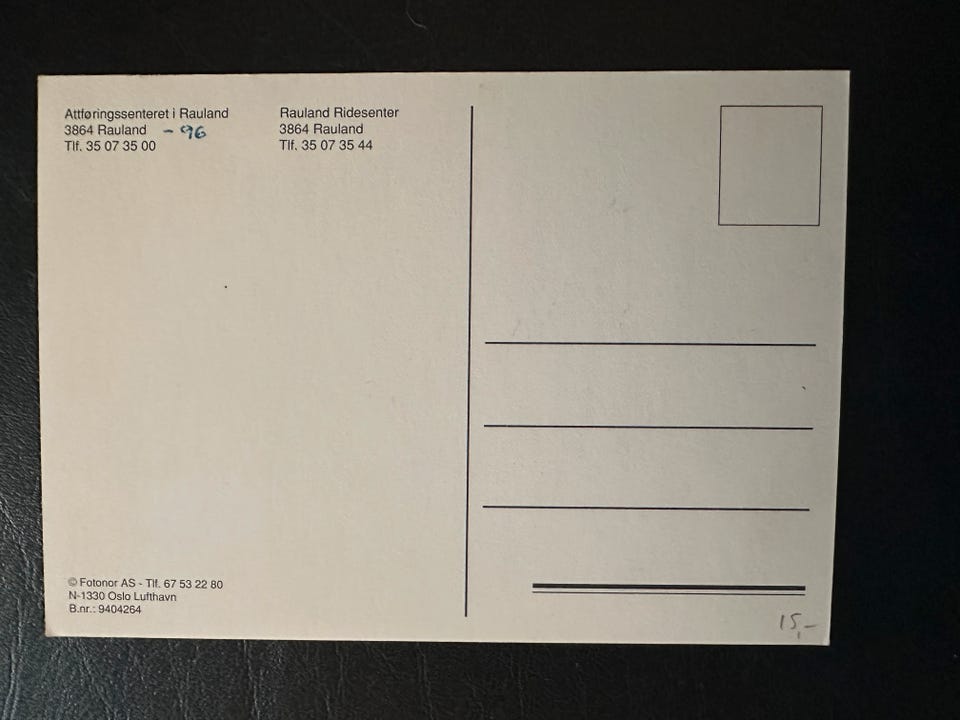 Attføringssenteret i Rauland
3864 Rauland - 96
Tlf. 35 07 35 00
Rauland Ridesenter
3864 Rauland
Tlf. 35 07 35 44
© Fotonor AS - Tlf. 67 53 22 80
N-1330 Oslo Lufthavn
B.nr.: 9404264
15,-